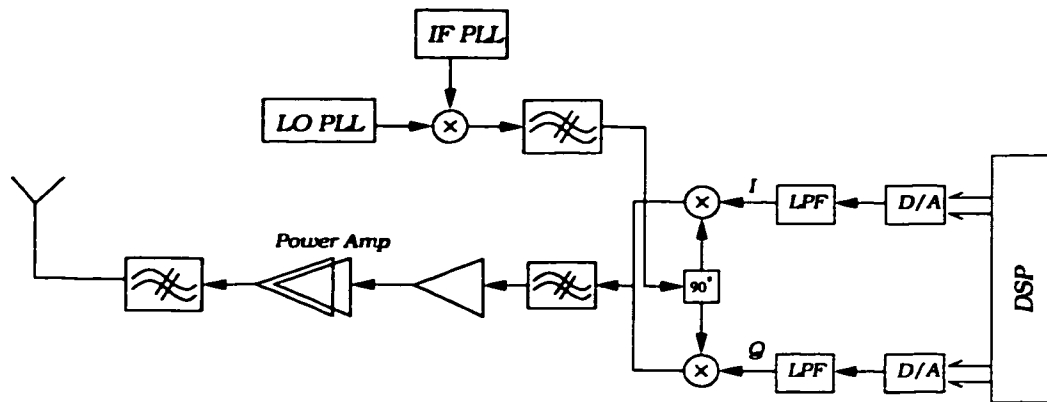 IF PLL
LO PLL
I
LPF
D/A
Power Amp
90°
DSP
Q
LPF
D/A